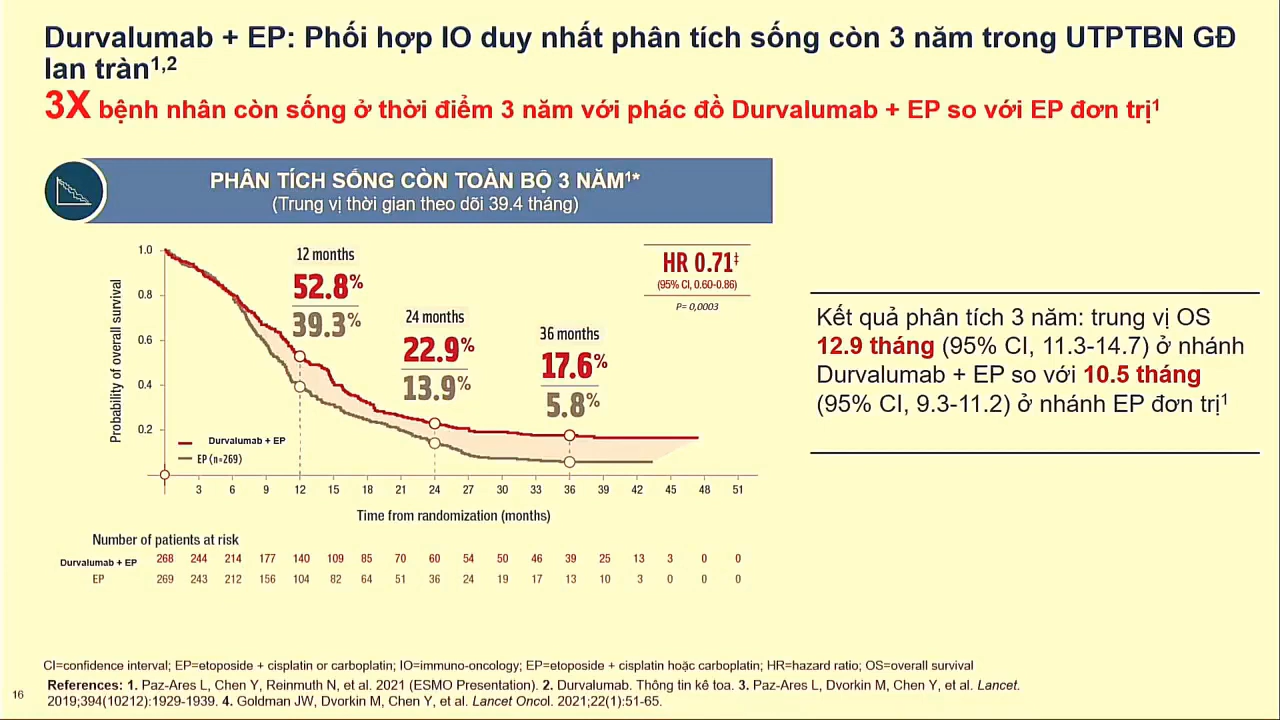 Durvalumab + EP: Phối hợp IO duy nhất phân tích sống còn 3 năm trong UTPTBN GĐ
lan tràn1,2
3X bệnh nhân còn sống ở thời điểm 3 năm với phác đồ Durvalumab + EP so với EP đơn trị1
PHÂN TÍCH SỐNG CÒN TOÀN BỘ 3 NĂM1*
(Trung vị thời gian theo dõi 39.4 tháng)
Probability of overall survival
1.0
0.8
0.6
0.4
0.2
12 months
52.8%
39.3%
24 months
22.9%
13.9%
36 months
17.6%
5.8%
HR 0.71‡
(95% CI, 0.60-0.86)
P= 0,0003
Durvalumab + EP
EP (n=269)
3 6 9 12 15 18 21 24 27 30 33 36 39 42 45 48 51
Time from randomization (months)
Number of patients at risk
Durvalumab + EP 268 244 214 177 140 109 85 70 60 54 50 46 39 25 13 3 0 0
EP 269 243 212 156 104 82 64 51 36 24 19 17 13 10 3 0 0 0
Kết quả phân tích 3 năm: trung vị OS
12.9 tháng (95% CI, 11.3-14.7) ở nhánh
Durvalumab + EP so với 10.5 tháng
(95% CI, 9.3-11.2) ở nhánh EP đơn trị1
CI=confidence interval; EP=etoposide + cisplatin or carboplatin; IO=immuno-oncology; EP=etoposide + cisplatin hoặc carboplatin; HR=hazard ratio; OS=overall survival
References: 1. Paz-Ares L, Chen Y, Reinmuth N, et al. 2021 (ESMO Presentation). 2. Durvalumab. Thông tin kê toa. 3. Paz-Ares L, Dvorkin M, Chen Y, et al. Lancet.
2019;394(10212):1929-1939. 4. Goldman JW, Dvorkin M, Chen Y, et al. Lancet Oncol. 2021;22(1):51-65.
16